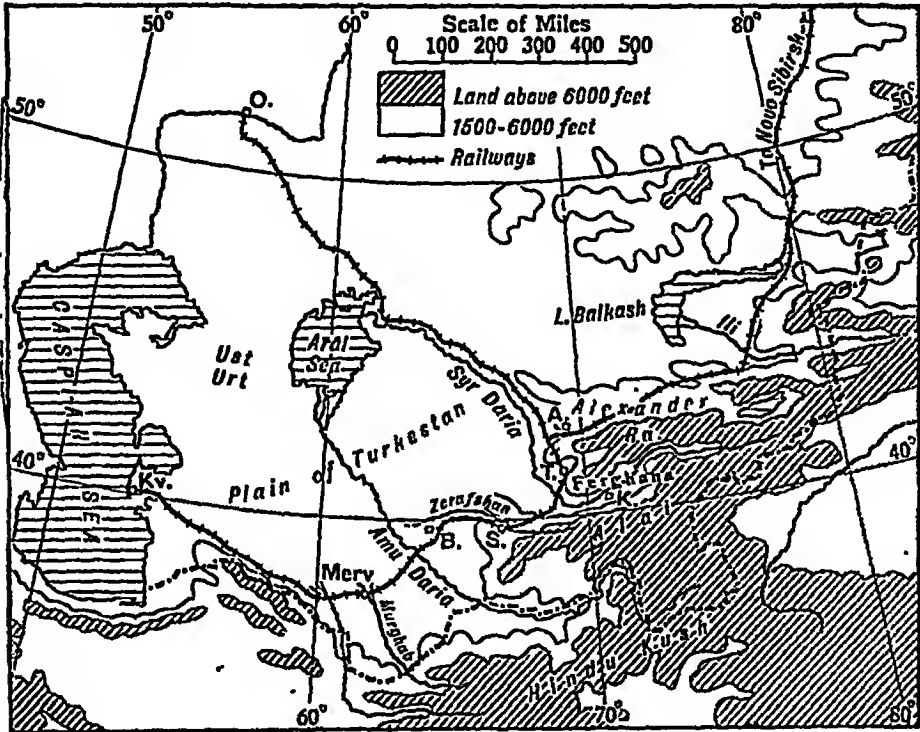 50°
60°
80°
Scale of Miles
0 100 200 300 400 500
Land above 6000 feet
1500-6000 feet
Railways
To Novo Sibirsk
50°
50°
O.
CASPIAN SEA
Ust
Urt
Aral
Sea
L. Balkash
Ili
Syr Daria
A.
Alexander
Ra.
T.
Ferghana
K.
Alai
40°
40°
Kv.
Plain of Turkestan
Zerafshan
B.
S.
Amu Daria
Merv
Murghab
Hindu Kush
60°
70°
80°